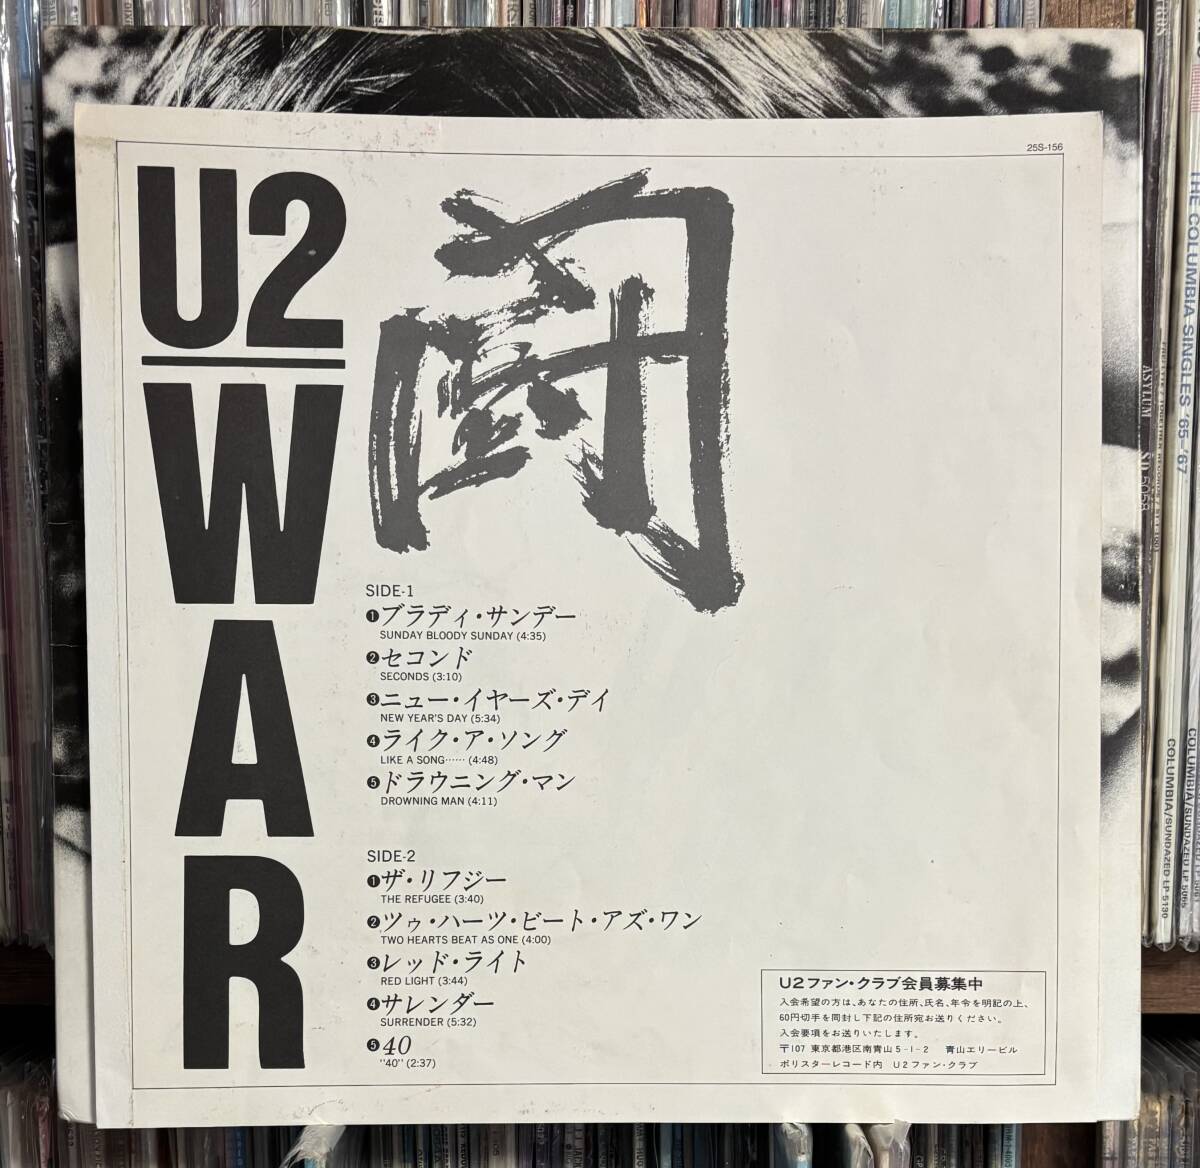 25S-156
U2
WAR
闘
SIDE-1
❶ブラディ・サンデー
SUNDAY BLOODY SUNDAY (4:35)
❷セコンド
SECONDS (3:10)
❸ニュー・イヤーズ・デイ
NEW YEAR'S DAY (5:34)
❹ライク・ア・ソング
LIKE A SONG…… (4:48)
❺ドラウニング・マン
DROWNING MAN (4:11)
SIDE-2
❶ザ・リフジー
THE REFUGEE (3:40)
❷ツゥ・ハーツ・ビート・アズ・ワン
TWO HEARTS BEAT AS ONE (4:00)
❸レッド・ライト
RED LIGHT (3:44)
❹サレンダー
SURRENDER (5:32)
❺40
"40" (2:37)
U2ファン・クラブ会員募集中
入会希望の方は、あなたの住所、氏名、年令を明記の上、
60円切手を同封し下記の住所宛お送りください。
入会要項をお送りいたします。
〒107 東京都港区南青山5-1-2 青山エリービル
ポリスターレコード内 U2ファン・クラブ
THE COLUMBIA SINGLES '65-'67
ASYLUM SD 5058
COLUMBIA/SUNDAZED LP 5130
COLUMBIA/SUNDAZED LP 5065